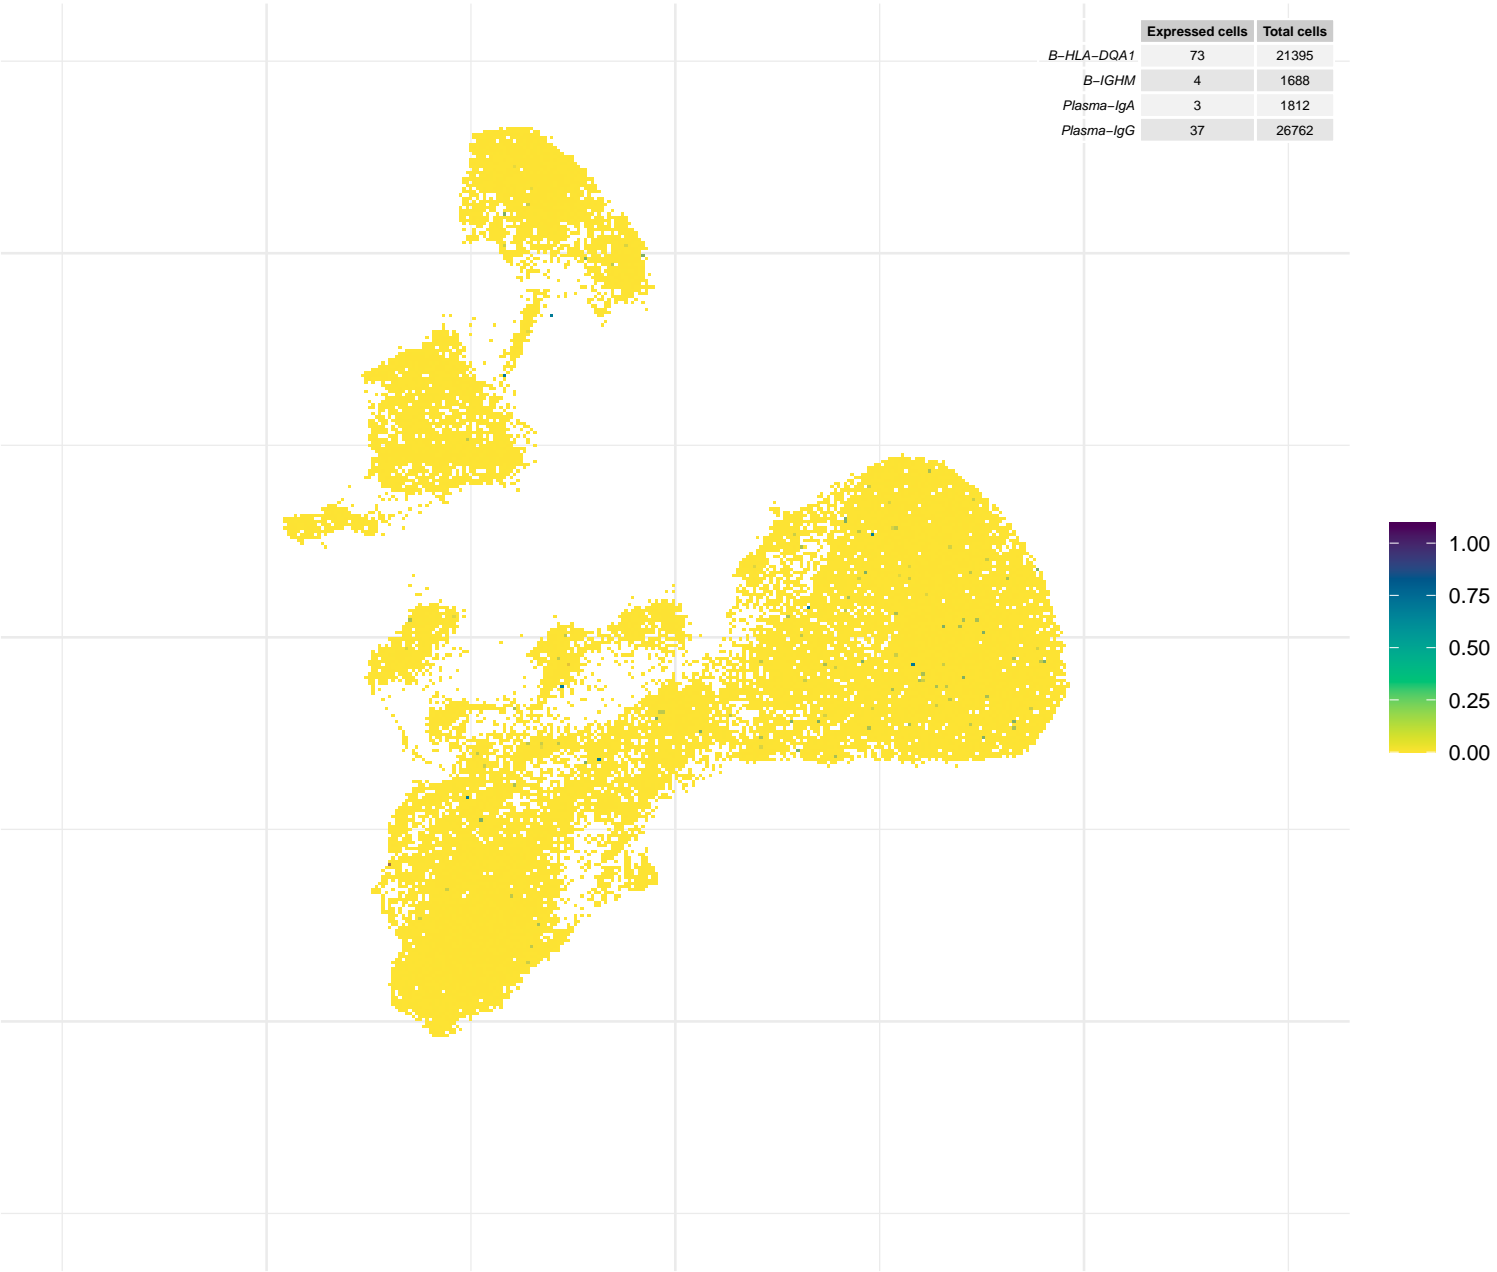 Expressed cells Total cells
B−HLA−DQA1 73 21395
B−IGHM 4 1688
Plasma−IgA 3 1812
Plasma−IgG 37 26762
1.00
0.75
0.50
0.25
0.00